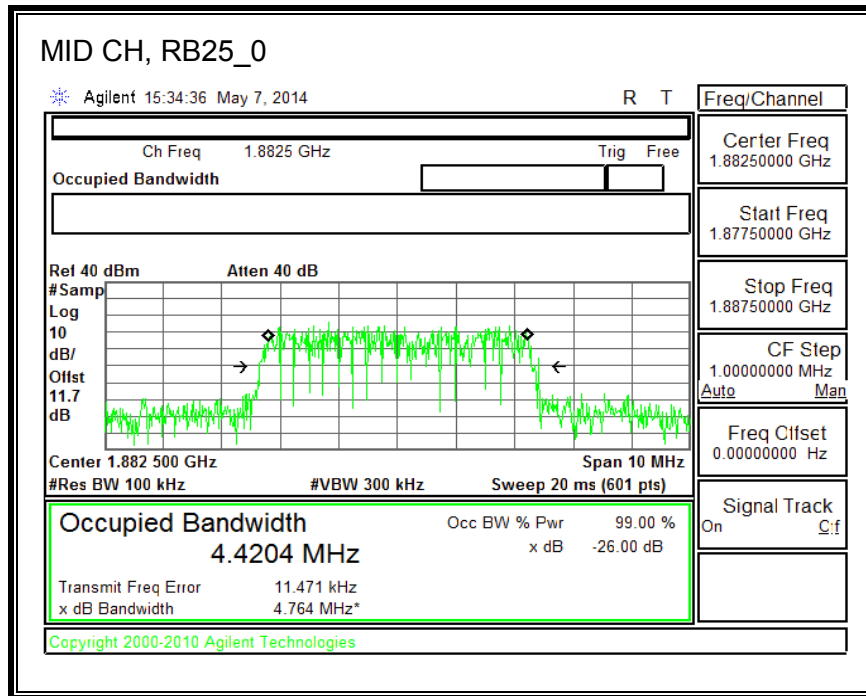 MID CH, RB25_0
Agilent 15:34:36 May 7, 2014 R T
Freq/Channel
Ch Freq 1.8825 GHz Trig Free
Occupied Bandwidth
Center Freq
1.88250000 GHz
Start Freq
1.87750000 GHz
Stop Freq
1.88750000 GHz
CF Step
1.00000000 MHz
Auto Man
Freq Offset
0.00000000 Hz
Signal Track
On Off
Ref 40 dBm Atten 40 dB
#Samp
Log
10
dB/
Offst
11.7
dB
Center 1.882 500 GHz Span 10 MHz
#Res BW 100 kHz #VBW 300 kHz Sweep 20 ms (601 pts)
Occupied Bandwidth
4.4204 MHz
Occ BW % Pwr 99.00 %
x dB -26.00 dB
Transmit Freq Error 11.471 kHz
x dB Bandwidth 4.764 MHz*
Copyright 2000-2010 Agilent Technologies